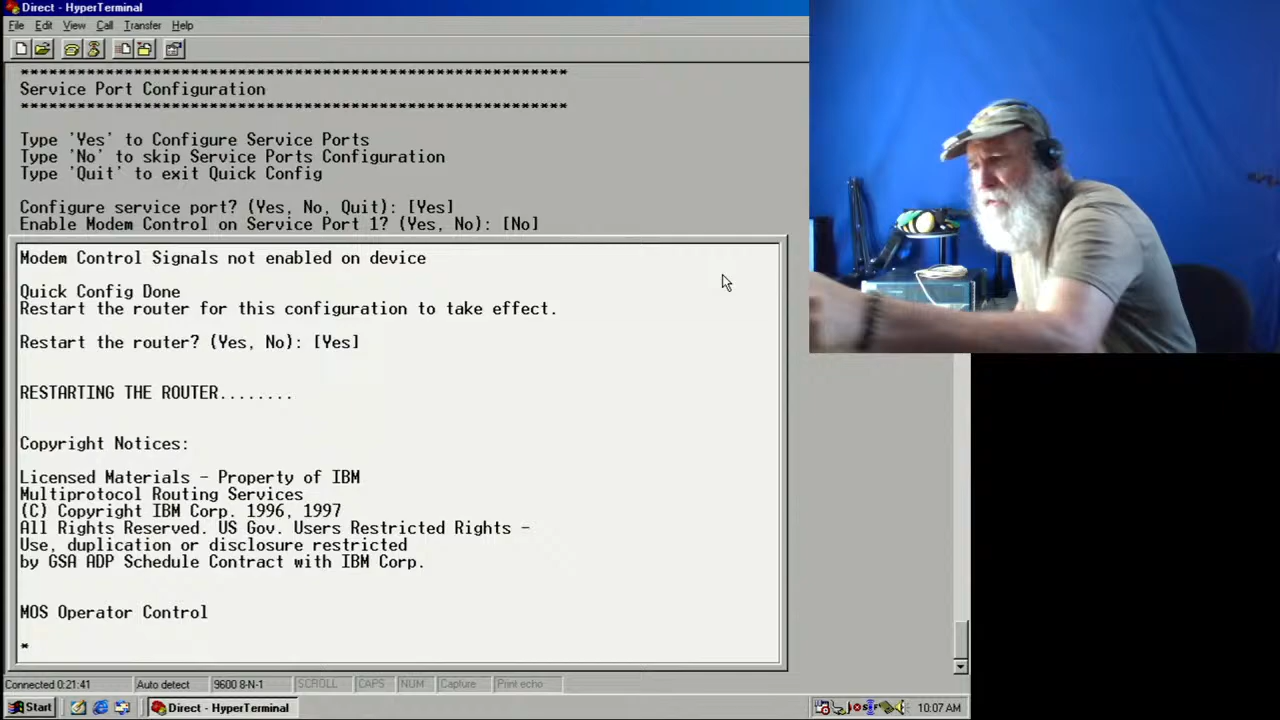 Direct - HyperTerminal
File Edit View Call Transfer Help
******************************************************************
Service Port Configuration
******************************************************************
Type 'Yes' to Configure Service Ports
Type 'No' to skip Service Ports Configuration
Type 'Quit' to exit Quick Config
Configure service port? (Yes, No, Quit): [Yes]
Enable Modem Control on Service Port 1? (Yes, No): [No]
Modem Control Signals not enabled on device
Quick Config Done
Restart the router for this configuration to take effect.
Restart the router? (Yes, No): [Yes]
RESTARTING THE ROUTER........
Copyright Notices:
Licensed Materials - Property of IBM
Multiprotocol Routing Services
(C) Copyright IBM Corp. 1996, 1997
All Rights Reserved. US Gov. Users Restricted Rights -
Use, duplication or disclosure restricted
by GSA ADP Schedule Contract with IBM Corp.
MOS Operator Control
*
Connected 0:21:41 Auto detect 9600 8-N-1 SCROLL CAPS NUM Capture Print echo
Start Direct - HyperTerminal 10:07 AM